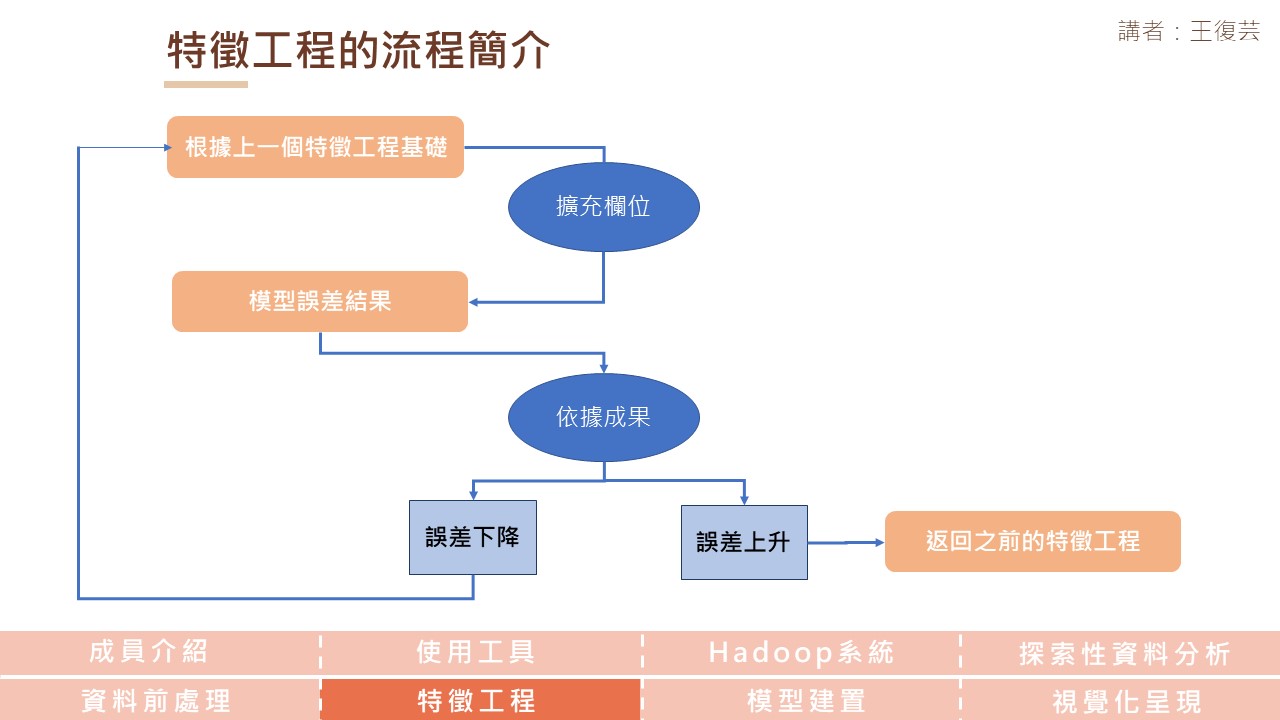 特徵工程的流程簡介
講者：王復芸
根據上一個特徵工程基礎
擴充欄位
模型誤差結果
依據成果
誤差下降
誤差上升
返回之前的特徵工程
成員介紹
使用工具
Hadoop系統
探索性資料分析
資料前處理
特徵工程
模型建置
視覺化呈現